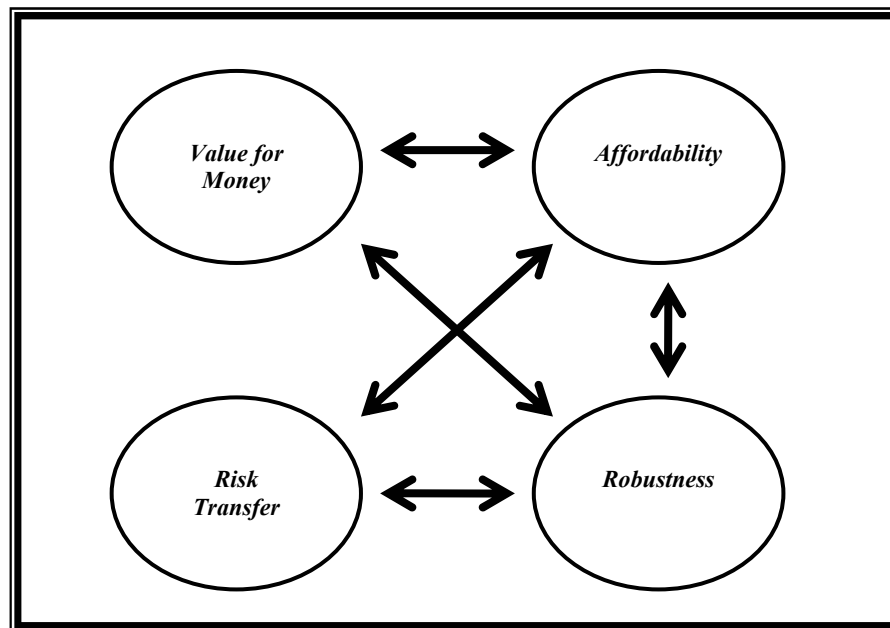 Value for
Money
Affordability
Risk
Transfer
Robustness